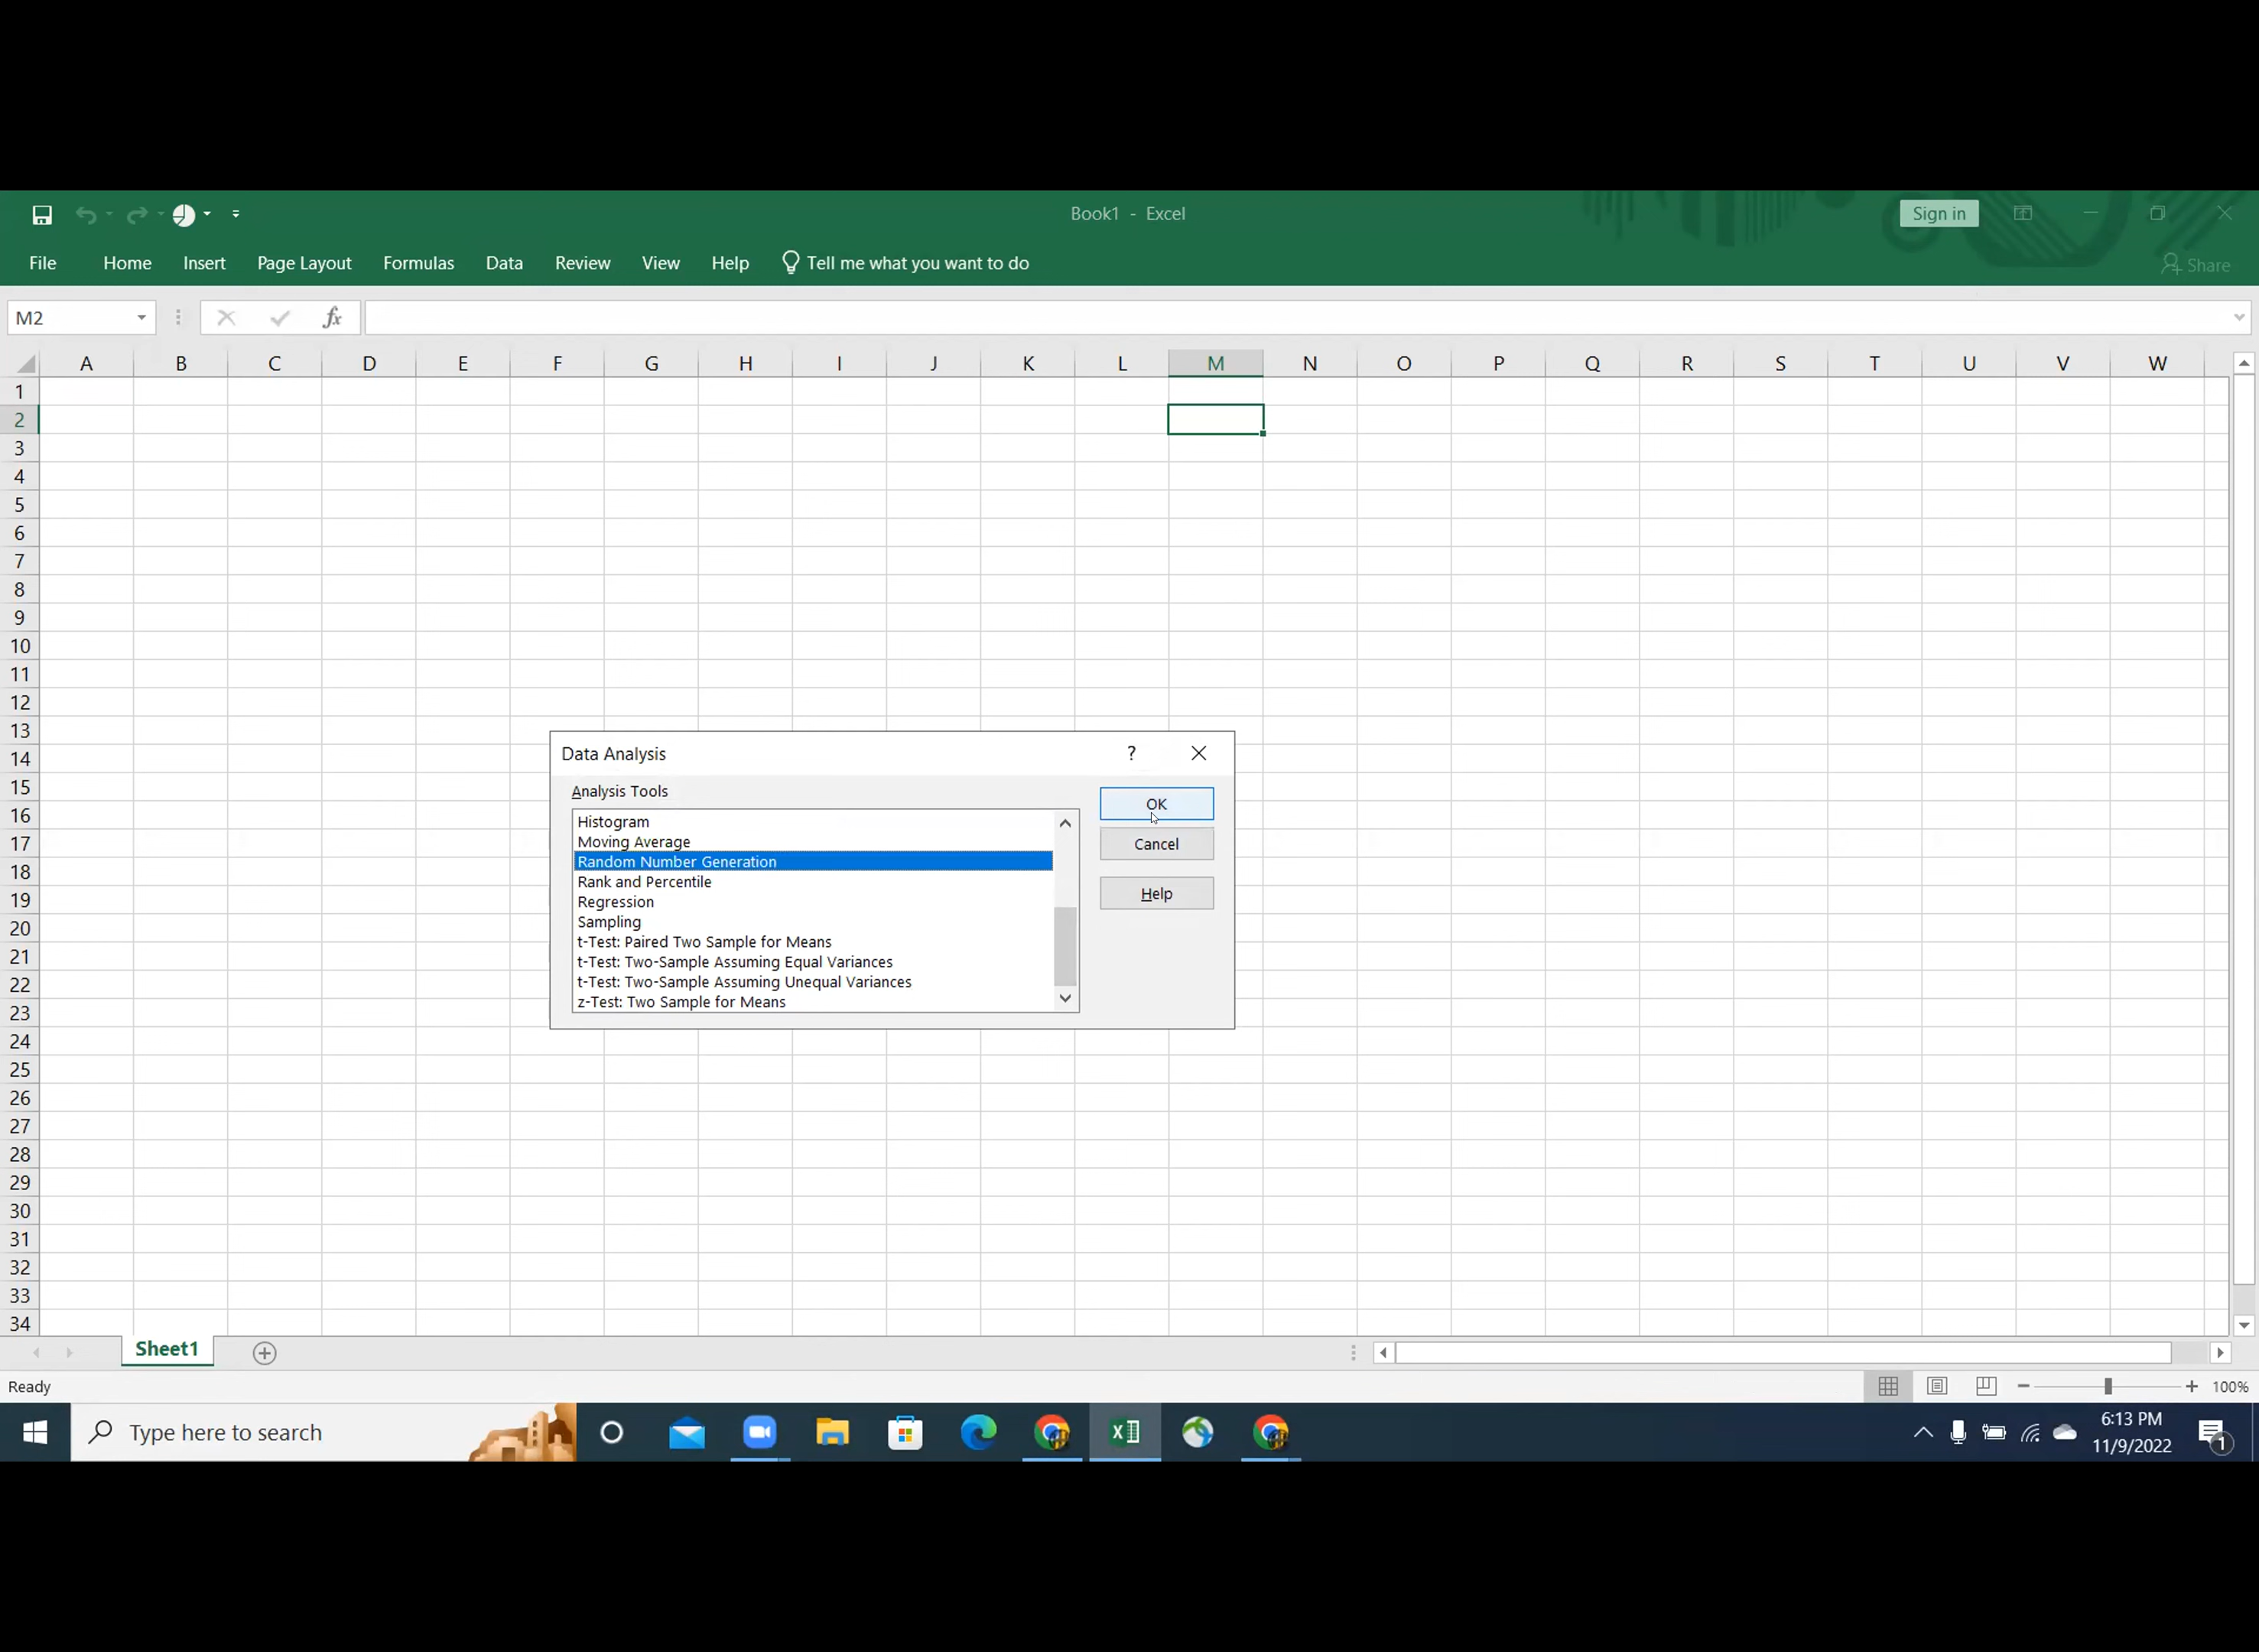 Book1 - Excel
Sign in
File Home Insert Page Layout Formulas Data Review View Help Tell me what you want to do
Share
M2
fx
A B C D E F G H I J K L M N O P Q R S T U V W
1
2
3
4
5
6
7
8
9
10
11
12
13
14
15
16
17
18
19
20
21
22
23
24
25
26
27
28
29
30
31
32
33
34
Data Analysis ?
Analysis Tools
Histogram
Moving Average
Random Number Generation
Rank and Percentile
Regression
Sampling
t-Test: Paired Two Sample for Means
t-Test: Two-Sample Assuming Equal Variances
t-Test: Two-Sample Assuming Unequal Variances
z-Test: Two Sample for Means
OK
Cancel
Help
Sheet1
Ready
100%
Type here to search
6:13 PM
11/9/2022
1